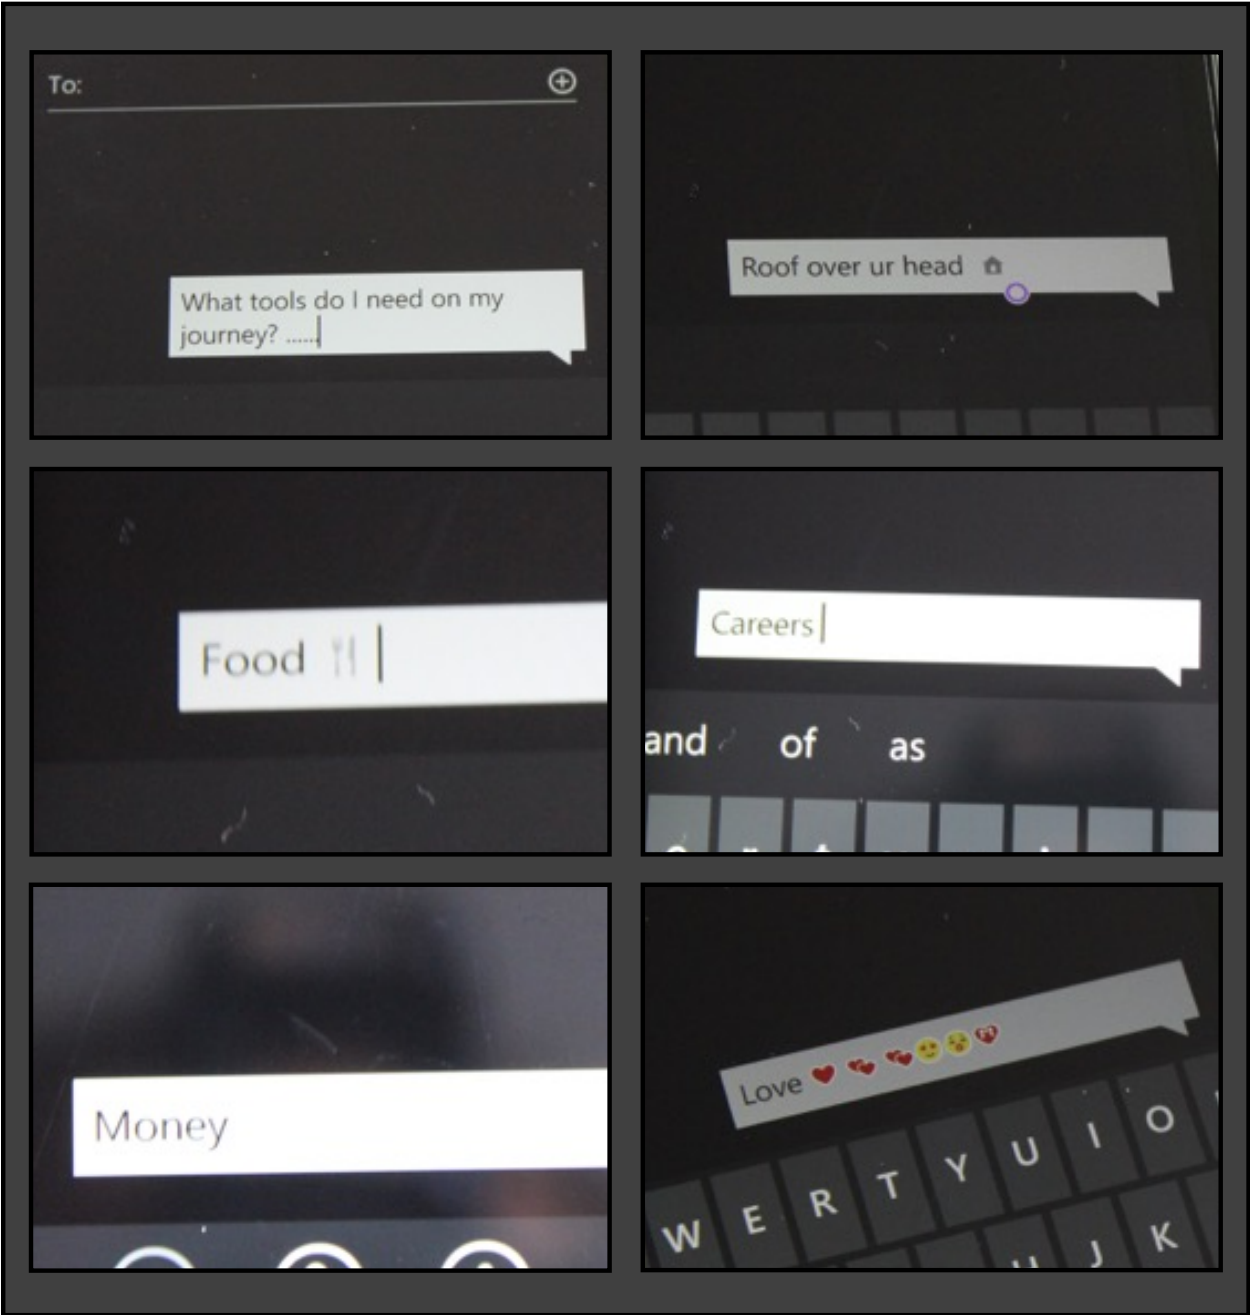 To:
What tools do I need on my
journey? ......
Roof over ur head
Food
Careers
and of as
Money
Love
W E R T Y U I O
J K